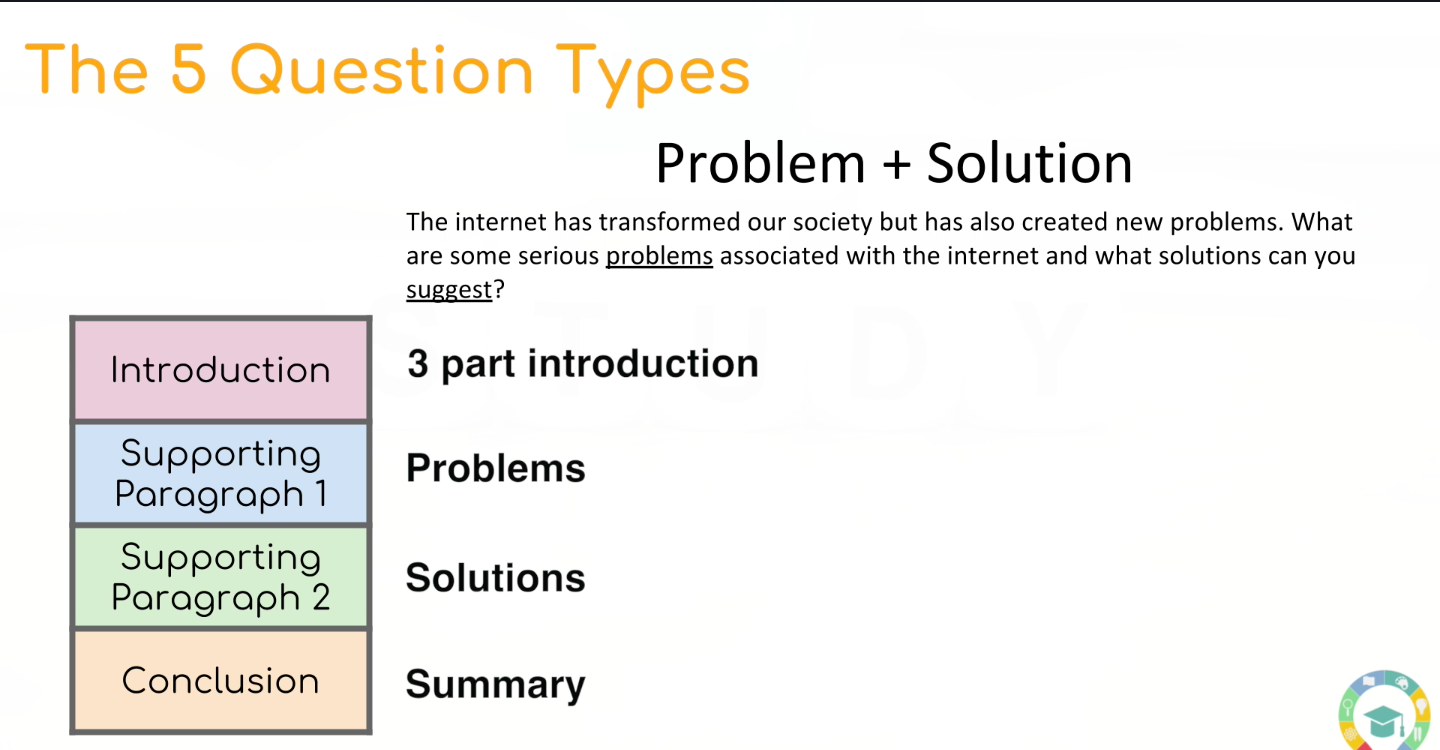 The 5 Question Types
Problem + Solution
The internet has transformed our society but has also created new problems. What
are some serious problems associated with the internet and what solutions can you
suggest?
STUDY
Introduction
3 part introduction
Supporting
Paragraph 1
Problems
Supporting
Paragraph 2
Solutions
Conclusion
Summary